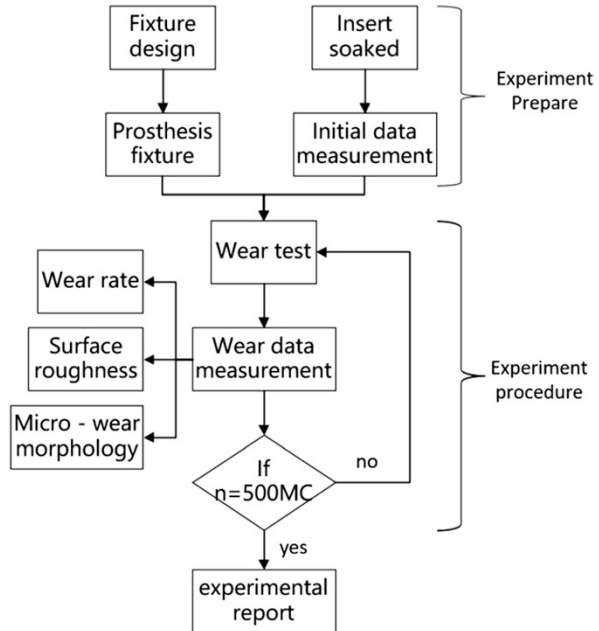 Fixture
design
Insert
soaked
Experiment
Prepare
Prosthesis
fixture
Initial data
measurement
Wear test
Wear rate
Surface
roughness
Wear data
measurement
Experiment
procedure
Micro - wear
morphology
If
n=500MC
no
yes
experimental
report